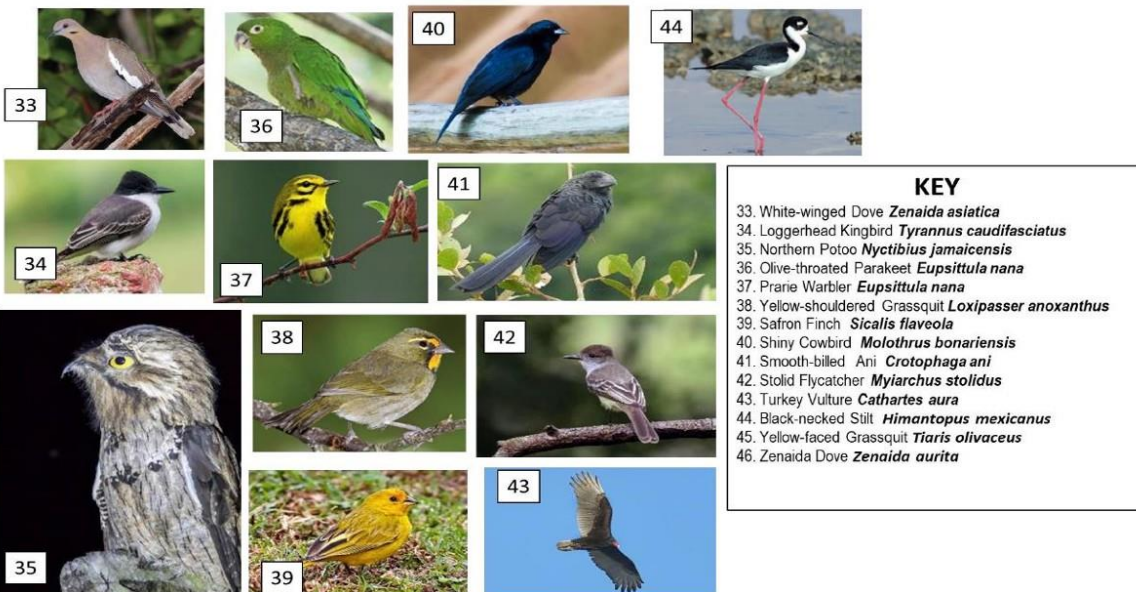 33
36
40
44
34
37
41
35
38
42
39
43
KEY
33. White-winged Dove Zenaida asiatica
34. Loggerhead Kingbird Tyrannus caudifasciatus
35. Northern Potoo Nyctibius jamaicensis
36. Olive-throated Parakeet Eupsittula nana
37. Prarie Warbler Eupsittula nana
38. Yellow-shouldered Grassquit Loxipasser anoxanthus
39. Safron Finch Sicalis flaveola
40. Shiny Cowbird Molothrus bonariensis
41. Smooth-billed Ani Crotophaga ani
42. Stolid Flycatcher Myiarchus stolidus
43. Turkey Vulture Cathartes aura
44. Black-necked Stilt Himantopus mexicanus
45. Yellow-faced Grassquit Tiaris olivaceus
46. Zenaida Dove Zenaida aurita